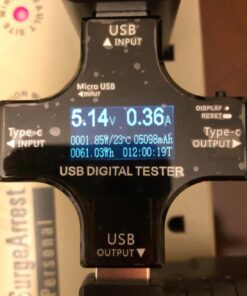 USB
▲INPUT
Micro USB
◄INPUT
5.14V 0.36A
DISPLAY
RESET
Type-c
◄INPUT
Type-c
OUTPUT►
0001.85W/23℃ 05098mAh
0061.03Wh 012:00:19T
USB DIGITAL TESTER
USB
OUTPUT▼
SurgeArrest
Personal